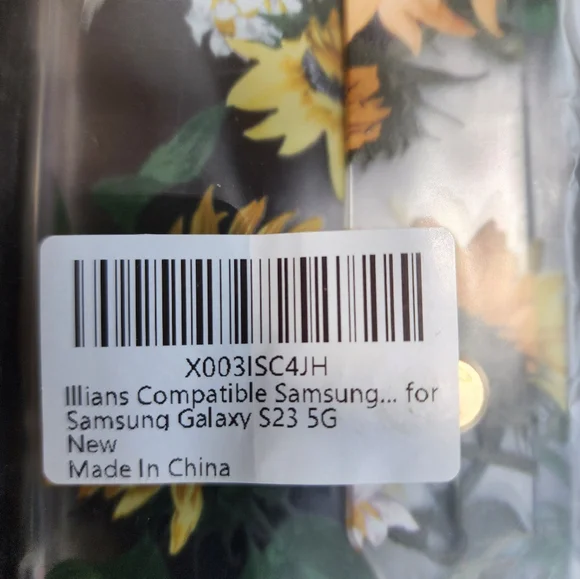 X003ISC4JH
Illians Compatible Samsung... for
Samsung Galaxy S23 5G
New
Made In China